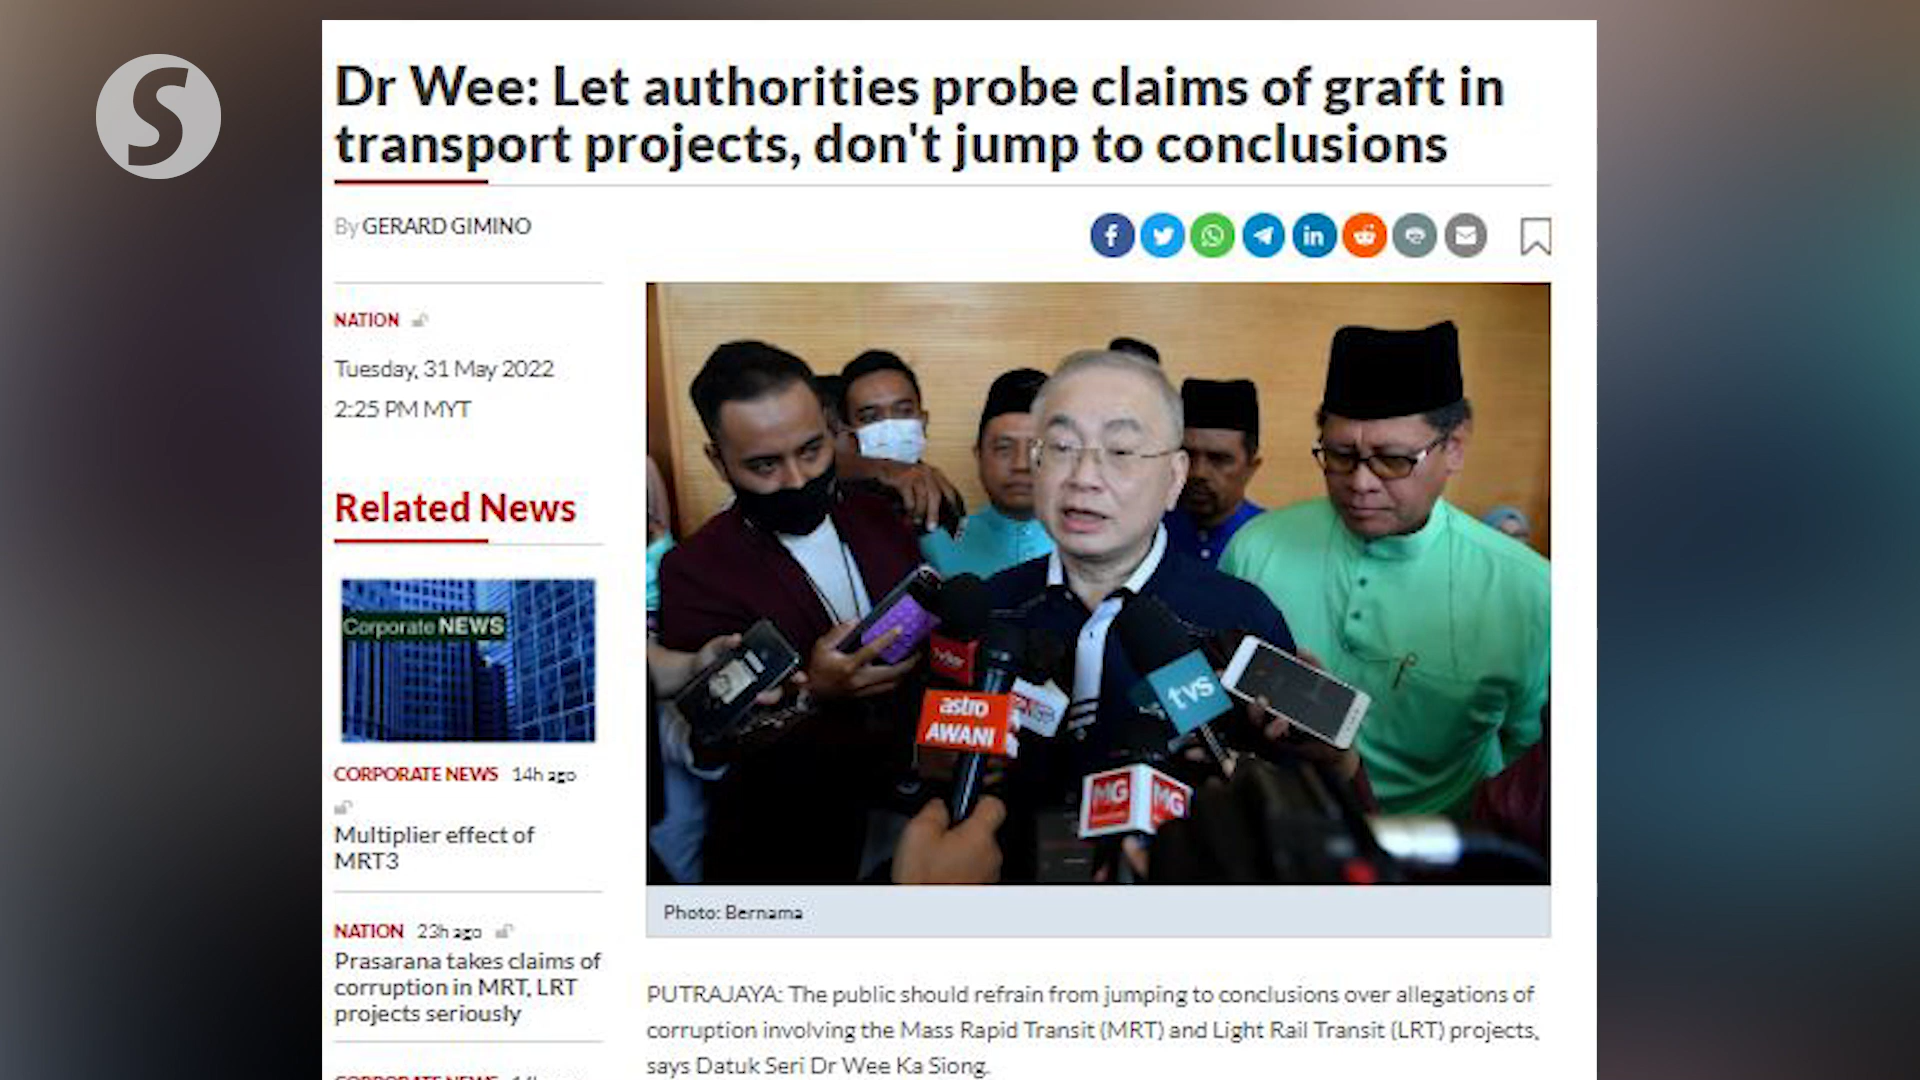 S
Dr Wee: Let authorities probe claims of graft in
transport projects, don't jump to conclusions
By GERARD GIMINO
NATION
Tuesday, 31 May 2022
2:25 PM MYT
Related News
Corporate NEWS
CORPORATE NEWS 14h ago
Multiplier effect of
MRT3
NATION 23h ago
Prasarana takes claims of
corruption in MRT, LRT
projects seriously
astro
AWANI
tvs
MG
MG
Photo: Bernama
PUTRAJAYA: The public should refrain from jumping to conclusions over allegations of
corruption involving the Mass Rapid Transit (MRT) and Light Rail Transit (LRT) projects,
says Datuk Seri Dr Wee Ka Siong.